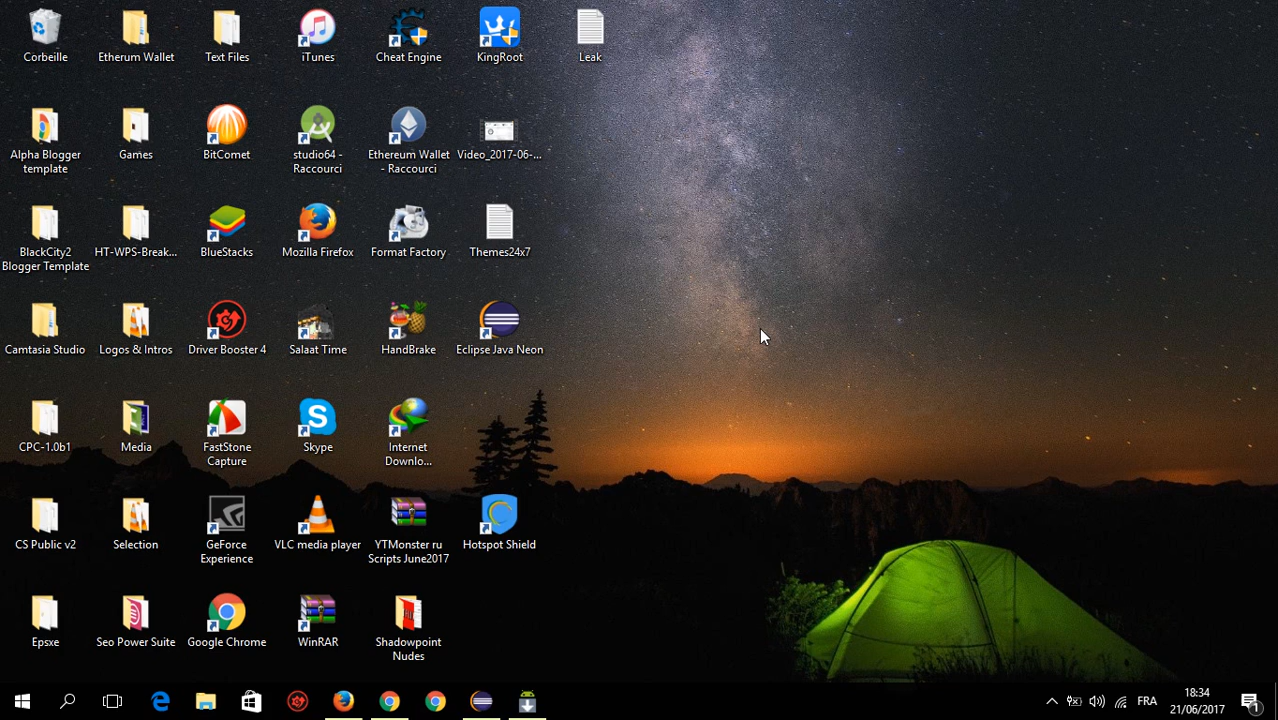 Corbeille
Etherum Wallet
Text Files
iTunes
Cheat Engine
KingRoot
Leak
Alpha Blogger
template
Games
BitComet
studio64 -
Raccourci
Ethereum Wallet
- Raccourci
Video_2017-06-...
BlackCity2
Blogger Template
HT-WPS-Break...
BlueStacks
Mozilla Firefox
Format Factory
Themes24x7
Camtasia Studio
Logos & Intros
Driver Booster 4
Salaat Time
HandBrake
Eclipse Java Neon
CPC-1.0b1
Media
FastStone
Capture
Skype
Internet
Downlo...
CS Public v2
Selection
GeForce
Experience
VLC media player
YTMonster ru
Scripts June2017
Hotspot Shield
Epsxe
Seo Power Suite
Google Chrome
WinRAR
Shadowpoint
Nudes
FRA
18:34
21/06/2017
1